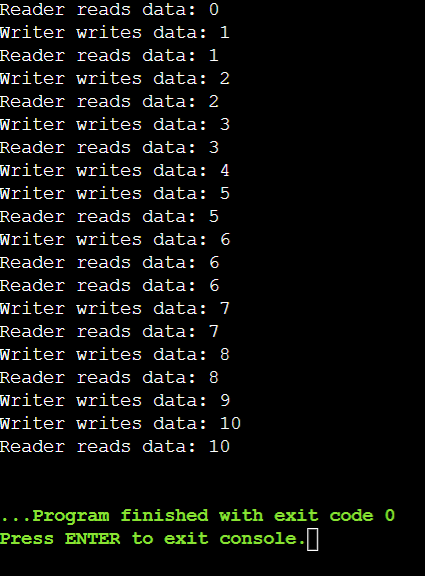 Reader reads data: 0
Writer writes data: 1
Reader reads data: 1
Writer writes data: 2
Reader reads data: 2
Writer writes data: 3
Reader reads data: 3
Writer writes data: 4
Writer writes data: 5
Reader reads data: 5
Writer writes data: 6
Reader reads data: 6
Reader reads data: 6
Writer writes data: 7
Reader reads data: 7
Writer writes data: 8
Reader reads data: 8
Writer writes data: 9
Writer writes data: 10
Reader reads data: 10
...Program finished with exit code 0
Press ENTER to exit console.